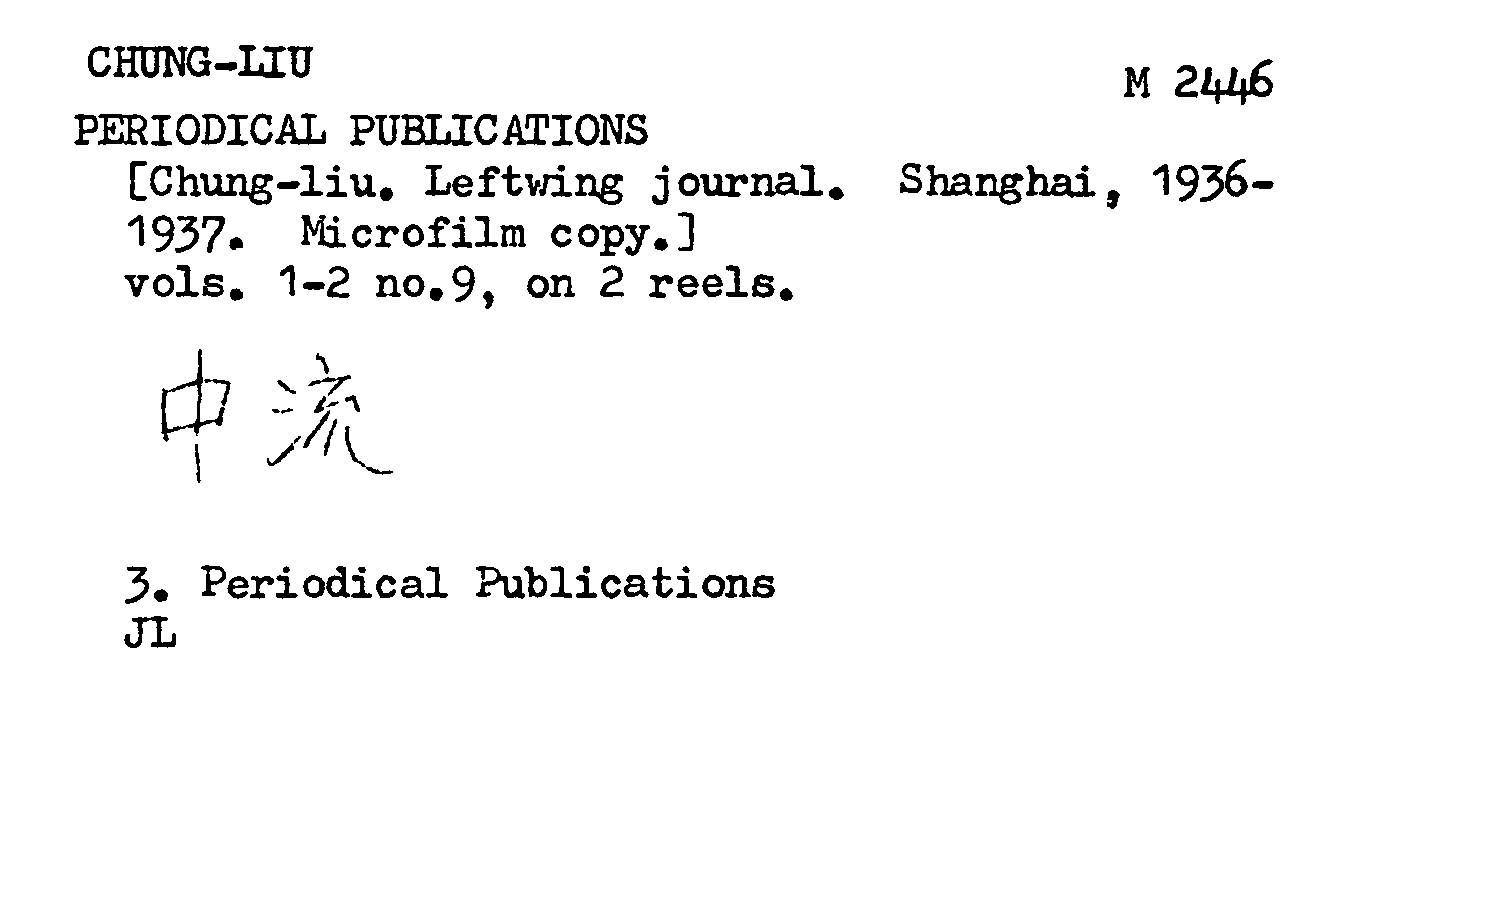 CHUNG-LIU
M 2446
PERIODICAL PUBLICATIONS
[Chung-liu. Leftwing journal. Shanghai, 1936-
1937. Microfilm copy.]
vols. 1-2 no.9, on 2 reels.
中流
3. Periodical Publications
JL